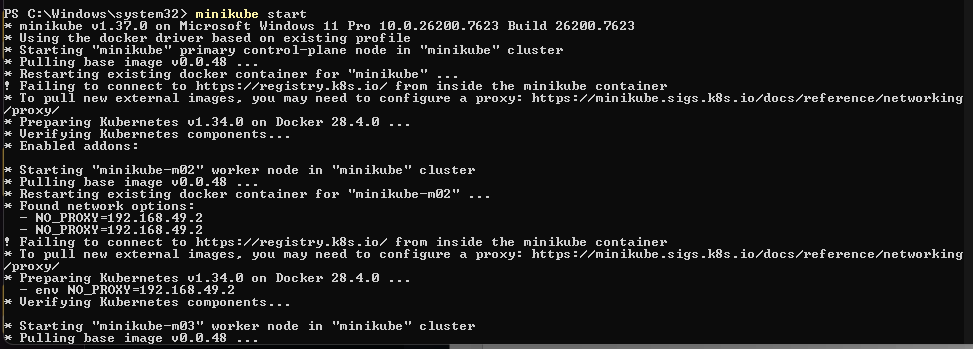 PS C:\Windows\system32> minikube start
* minikube v1.37.0 on Microsoft Windows 11 Pro 10.0.26200.7623 Build 26200.7623
* Using the docker driver based on existing profile
* Starting "minikube" primary control-plane node in "minikube" cluster
* Pulling base image v0.0.48 ...
* Restarting existing docker container for "minikube" ...
! Failing to connect to https://registry.k8s.io/ from inside the minikube container
* To pull new external images, you may need to configure a proxy: https://minikube.sigs.k8s.io/docs/reference/networking
/proxy/
* Preparing Kubernetes v1.34.0 on Docker 28.4.0 ...
* Verifying Kubernetes components...
* Enabled addons:
* Starting "minikube-m02" worker node in "minikube" cluster
* Pulling base image v0.0.48 ...
* Restarting existing docker container for "minikube-m02" ...
* Found network options:
- NO_PROXY=192.168.49.2
- NO_PROXY=192.168.49.2
! Failing to connect to https://registry.k8s.io/ from inside the minikube container
* To pull new external images, you may need to configure a proxy: https://minikube.sigs.k8s.io/docs/reference/networking
/proxy/
* Preparing Kubernetes v1.34.0 on Docker 28.4.0 ...
- env NO_PROXY=192.168.49.2
* Verifying Kubernetes components...
* Starting "minikube-m03" worker node in "minikube" cluster
* Pulling base image v0.0.48 ...